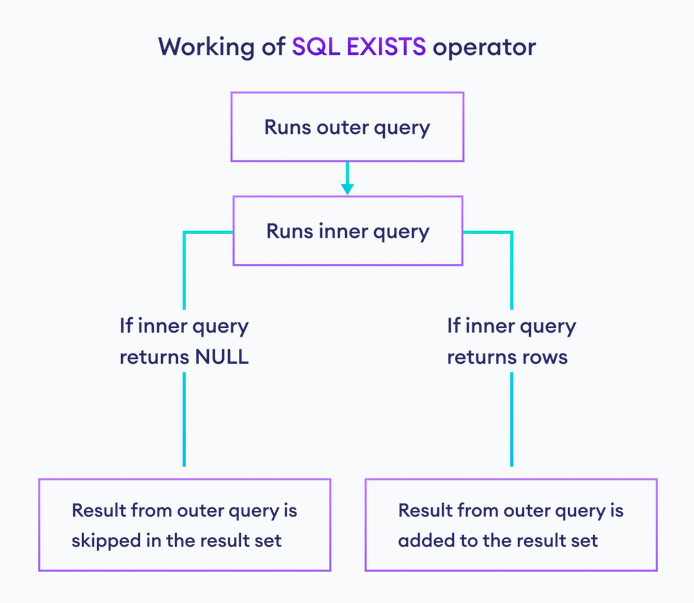 Working of SQL EXISTS operator
Runs outer query
Runs inner query
If inner query
returns NULL
If inner query
returns rows
Result from outer query is
skipped in the result set
Result from outer query is
added to the result set